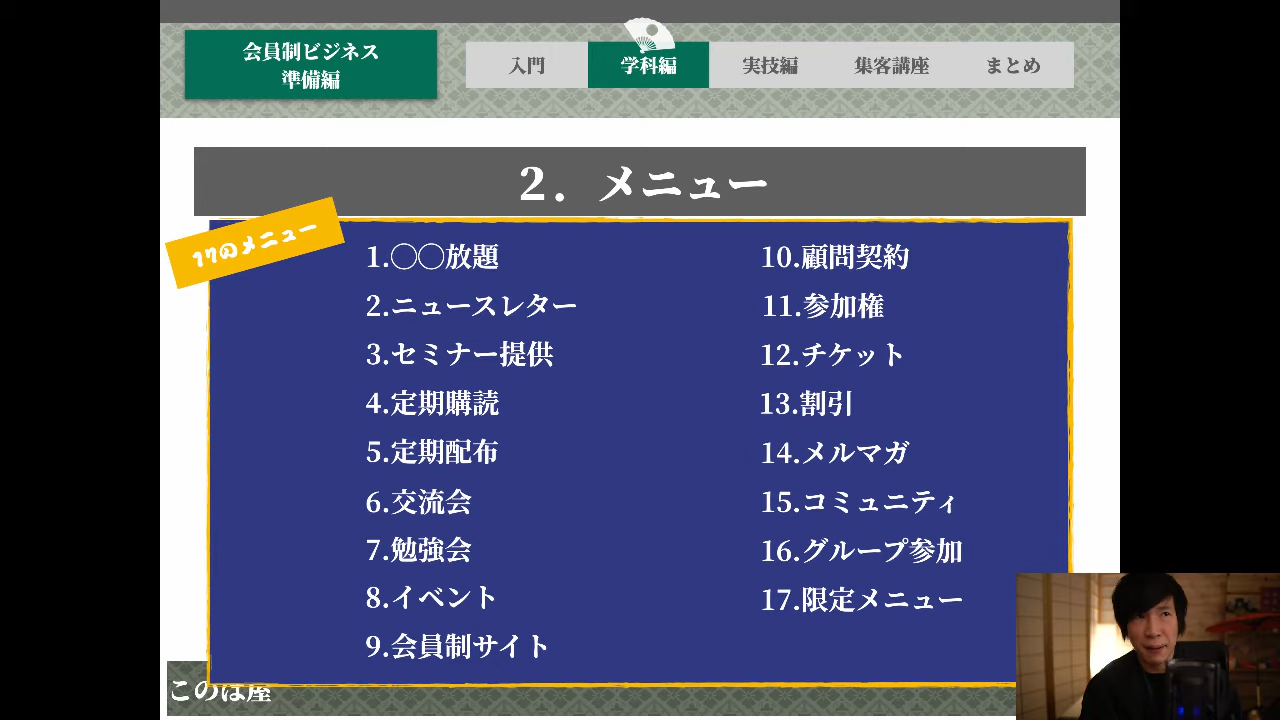 会員制ビジネス
準備編
入門
学科編
実技編
集客講座
まとめ
２．メニュー
17のメニュー
1.〇〇放題
2.ニュースレター
3.セミナー提供
4.定期購読
5.定期配布
6.交流会
7.勉強会
8.イベント
9.会員制サイト
10.顧問契約
11.参加権
12.チケット
13.割引
14.メルマガ
15.コミュニティ
16.グループ参加
17.限定メニュー
このは屋